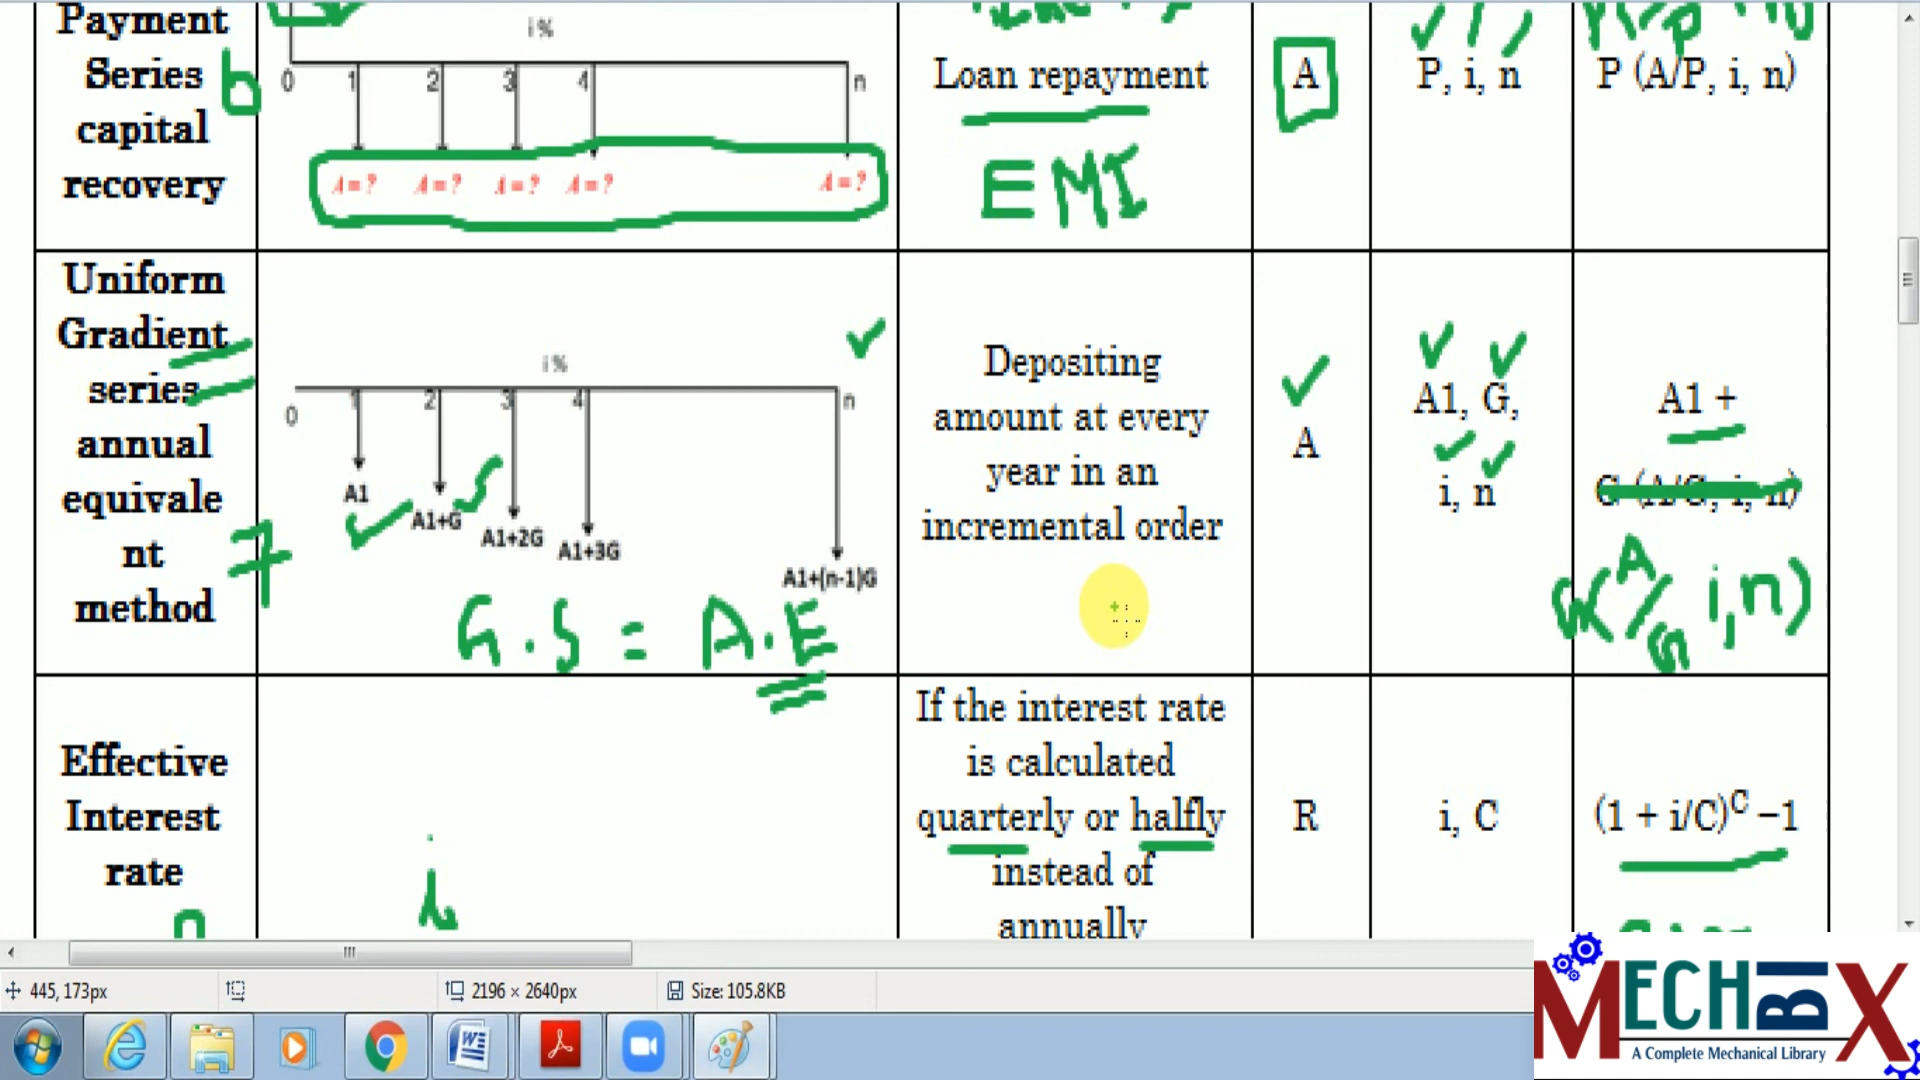 Payment
Series
capital
recovery
b
i %
0 1 2 3 4 n
A = ? A = ? A = ? A = ? A = ?
Loan repayment
EMI
A
P, i, n
P (A/P, i, n)
Uniform
Gradient
series
annual
equivale
nt
method
7
i %
0 1 2 3 4 n
A1
A1+G
A1+2G
A1+3G
A1+(n-1)G
G.S = A.E
Depositing
amount at every
year in an
incremental order
A
A1, G,
i, n
A1 +
G (A/G, i, n)
G(A/G i,n)
Effective
Interest
rate
i
If the interest rate
is calculated
quarterly or halfly
instead of
annually
R
i, C
(1 + i/C)^C –1
445, 173px
2196 × 2640px
Size: 105.8KB
MECHBIX
A Complete Mechanical Library